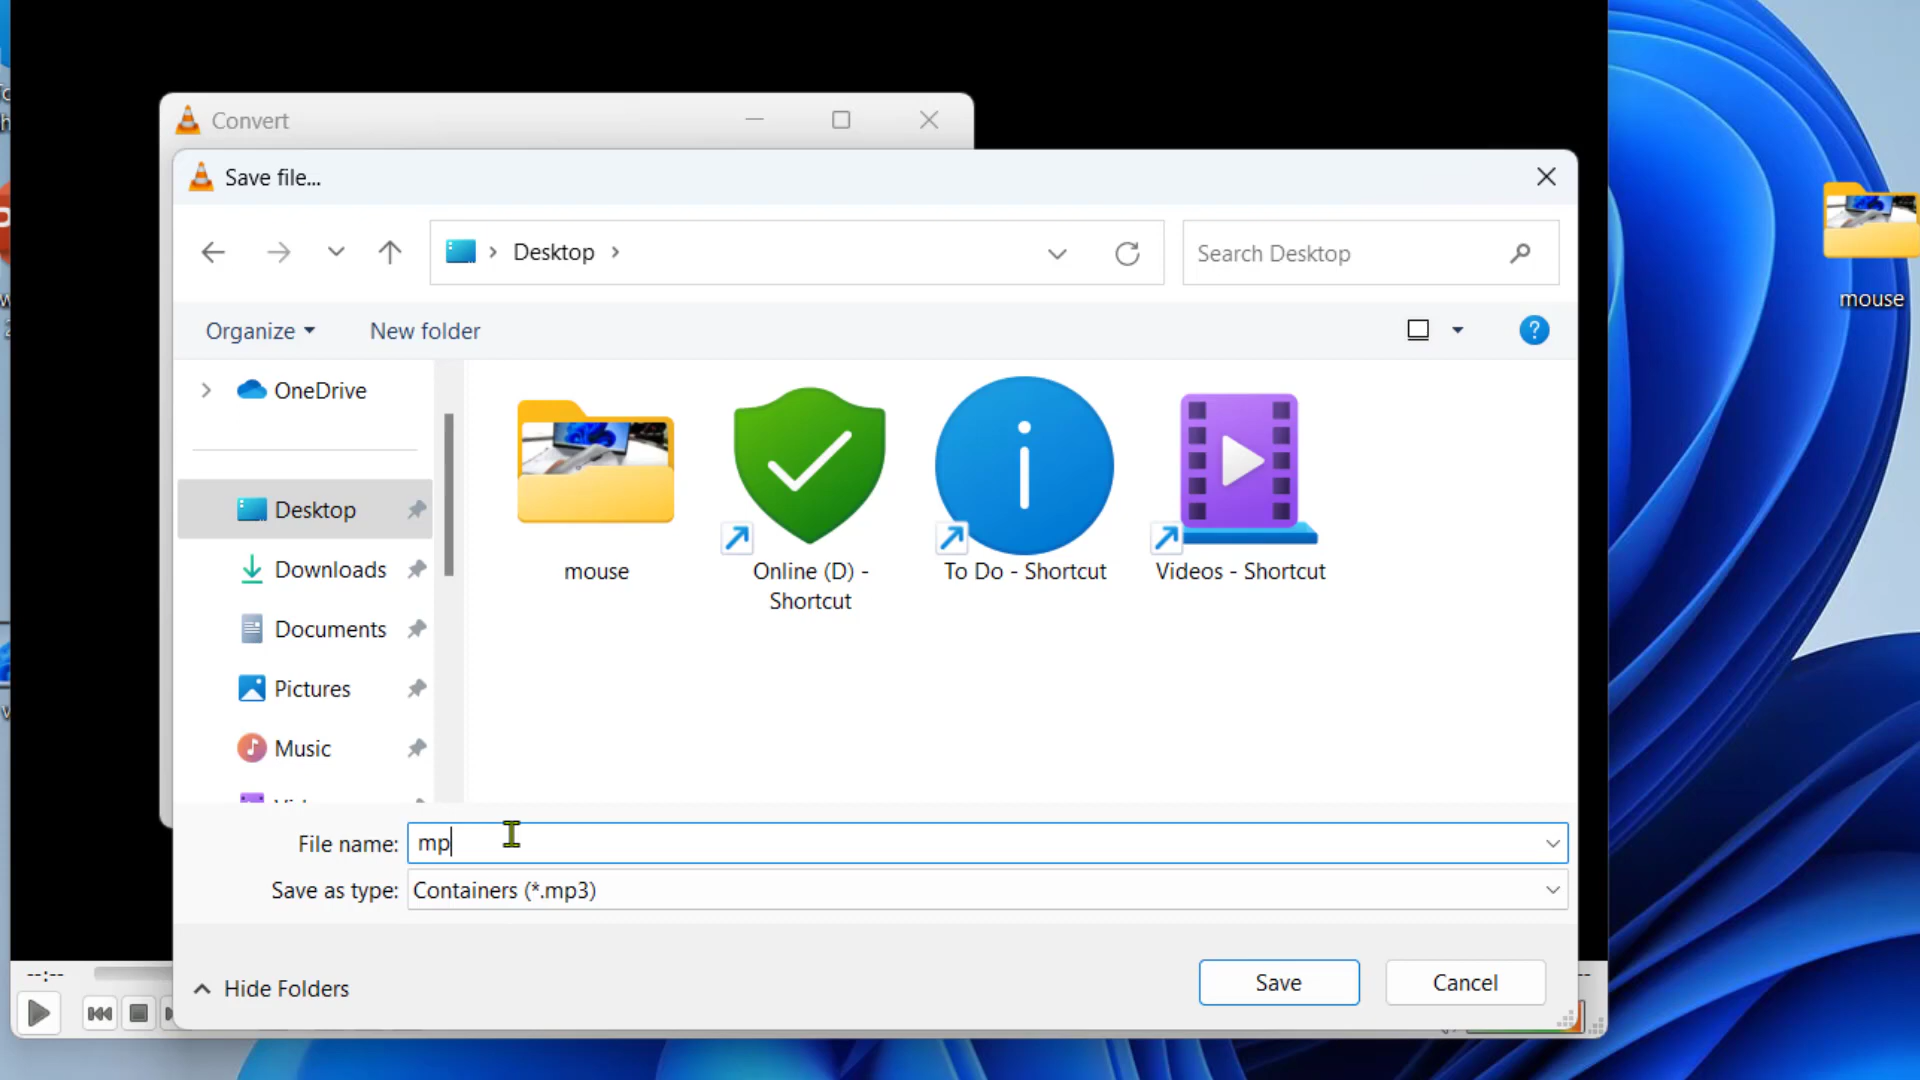 Convert
Save file...
Desktop
Search Desktop
Organize
New folder
?
OneDrive
Desktop
Downloads
Documents
Pictures
Music
mouse
Online (D) -
Shortcut
To Do - Shortcut
Videos - Shortcut
mouse
File name: mp
Save as type: Containers (*.mp3)
Hide Folders
Save
Cancel
--:--